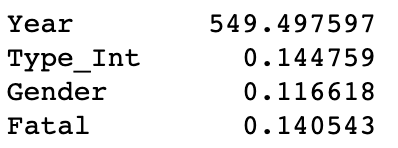 Year 549.497597
Type_Int 0.144759
Gender 0.116618
Fatal 0.140543